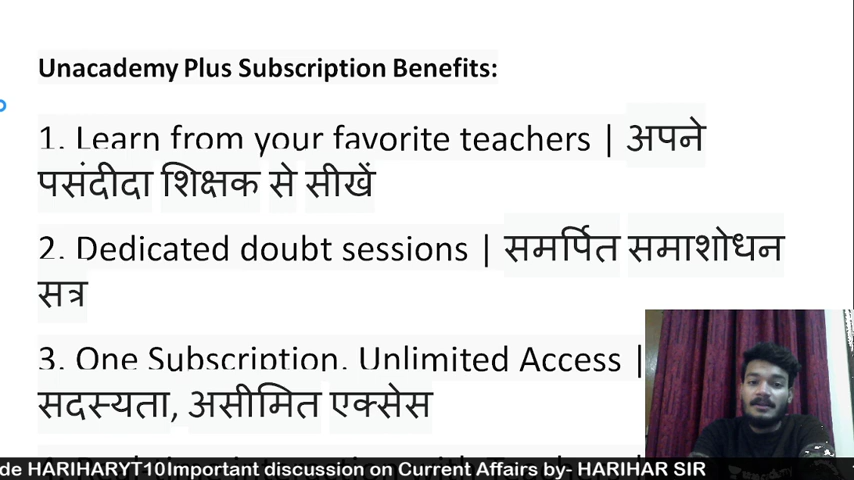 Unacademy Plus Subscription Benefits:
1. Learn from your favorite teachers | अपने
पसंदीदा शिक्षक से सीखें
2. Dedicated doubt sessions | समर्पित समाशोधन
सत्र
3. One Subscription, Unlimited Access |
सदस्यता, असीमित एक्सेस
de HARIHARYT10Important discussion on Current Affairs by- HARIHAR SIR